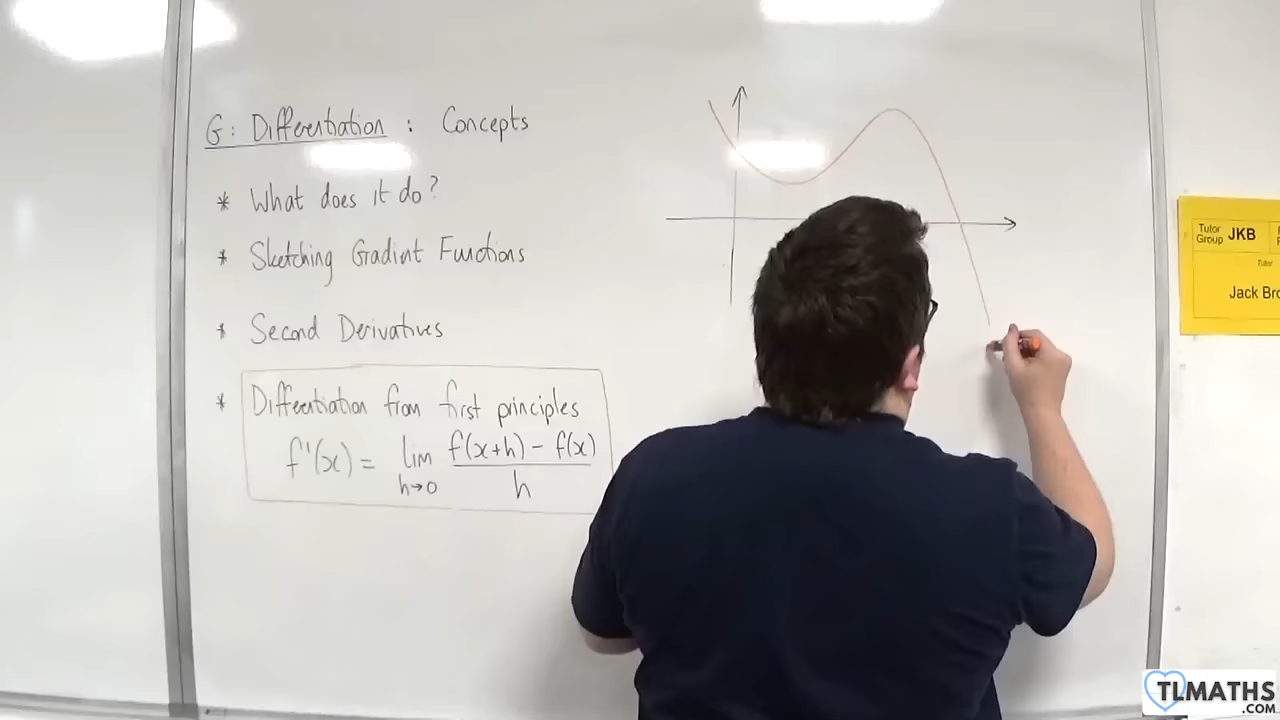 G: Differentiation : Concepts
* What does it do?
* Sketching Gradient Functions
* Second Derivatives
* Differentiation from first principles
f'(x) = lim h→0 f(x+h) - f(x) / h
Tutor Group JKB
Tutor
Jack
TLMATHS
.COM